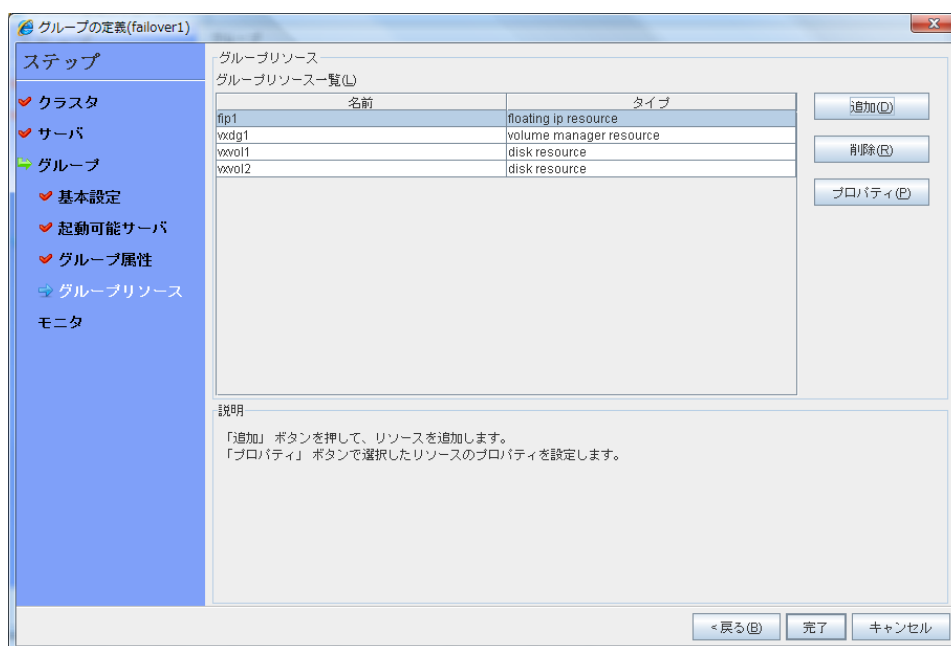 グループの定義(failover1)
ステップ
クラスタ
サーバ
グループ
基本設定
起動可能サーバ
グループ属性
グループリソース
モニタ
グループリソース
グループリソース一覧(L)
名前 タイプ
fip1 floating ip resource
vxdg1 volume manager resource
vxvol1 disk resource
vxvol2 disk resource
追加(D)
削除(R)
プロパティ(P)
説明
「追加」 ボタンを押して、リソースを追加します。
「プロパティ」 ボタンで選択したリソースのプロパティを設定します。
<戻る(B) 完了 キャンセル